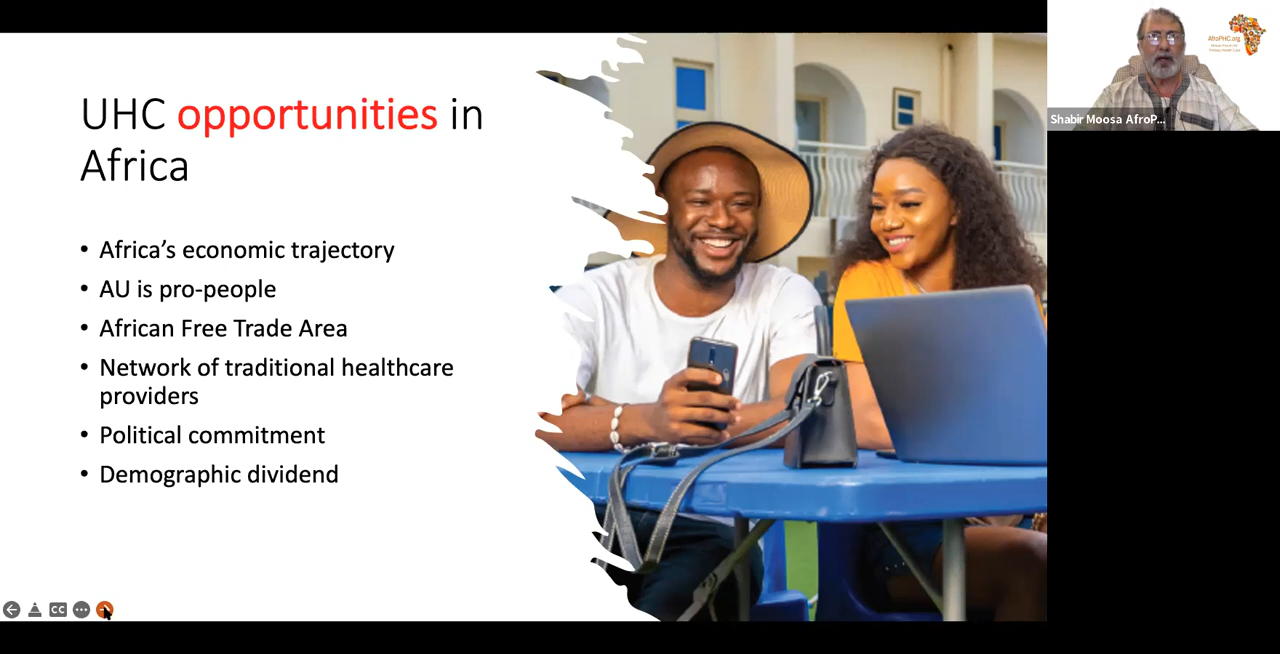 UHC opportunities in
Africa
• Africa's economic trajectory
• AU is pro-people
• African Free Trade Area
• Network of traditional healthcare
providers
• Political commitment
• Demographic dividend
AfroPHC.org
Shabir Moosa AfroP...
CC